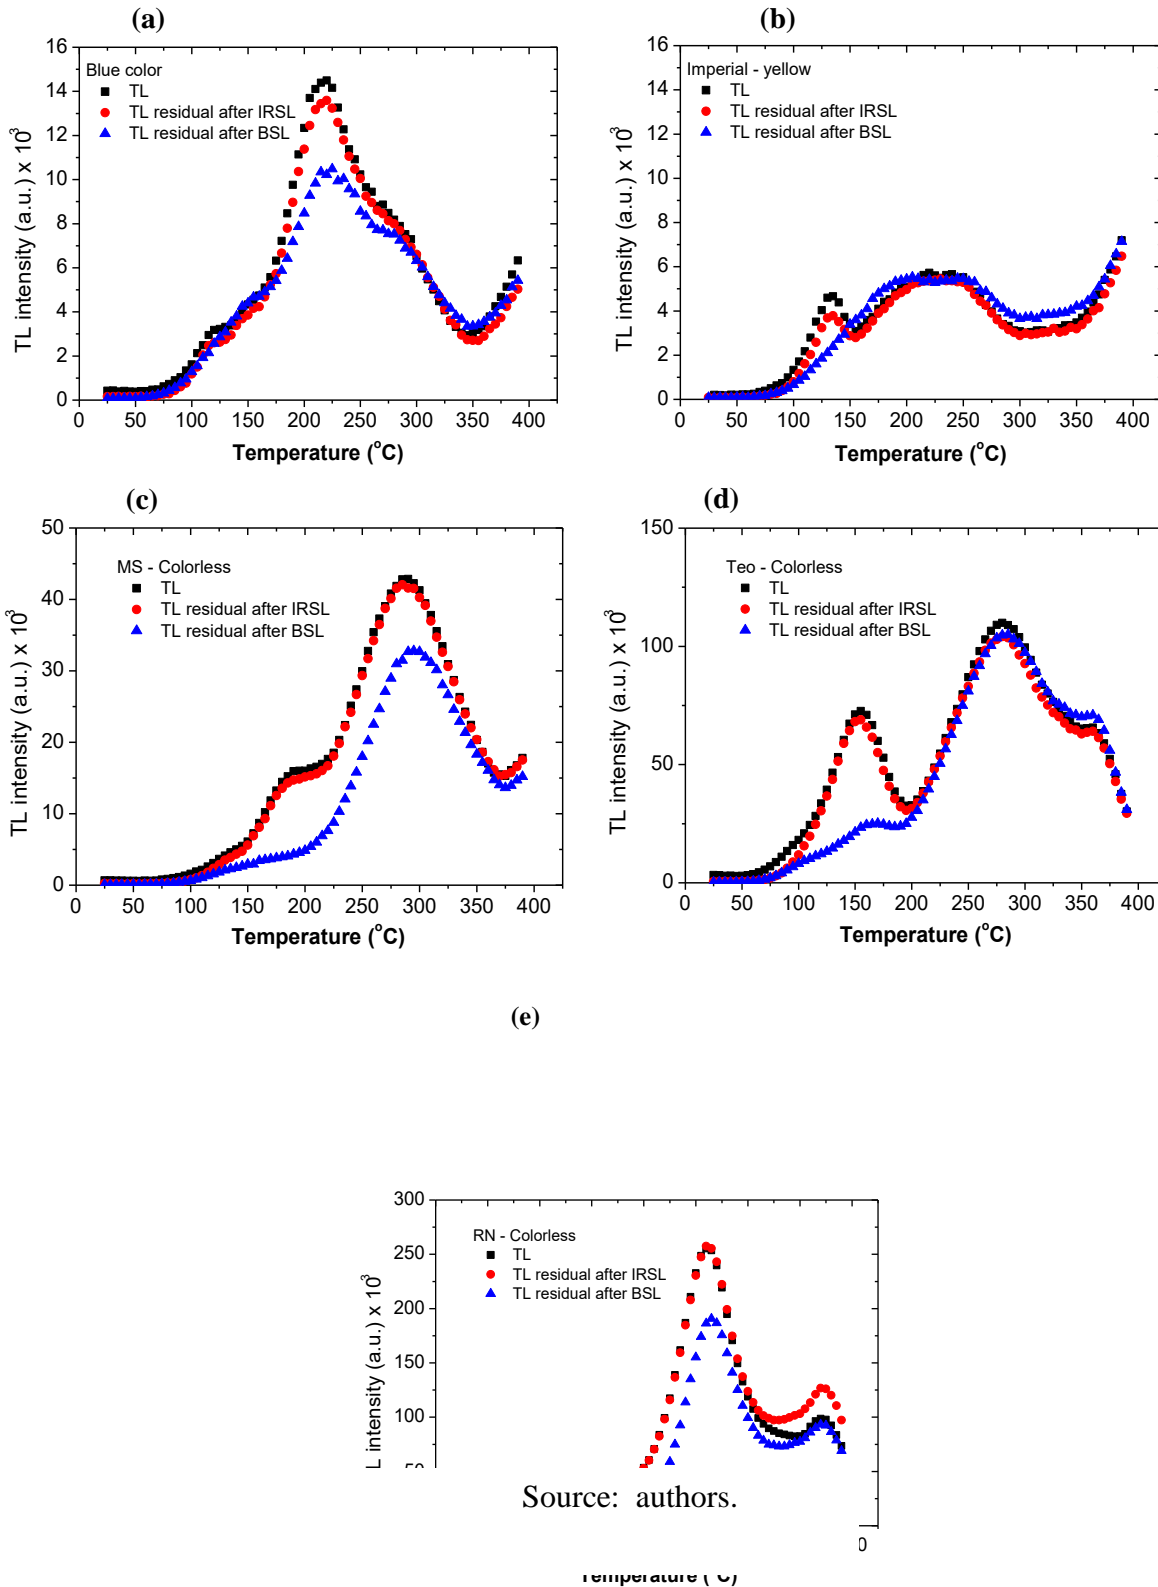 (a)
16
14
12
10
8
6
4
2
0
TL intensity (a.u.) x 10³
Blue color
TL
TL residual after IRSL
TL residual after BSL
0 50 100 150 200 250 300 350 400
Temperature (°C)
(b)
16
14
12
10
8
6
4
2
0
TL intensity (a.u.) x 10³
Imperial - yellow
TL
TL residual after IRSL
TL residual after BSL
0 50 100 150 200 250 300 350 400
Temperature (°C)
(c)
50
40
30
20
10
0
TL intensity (a.u.) x 10³
MS - Colorless
TL
TL residual after IRSL
TL residual after BSL
0 50 100 150 200 250 300 350 400
Temperature (°C)
(d)
150
100
50
0
TL intensity (a.u.) x 10³
Teo - Colorless
TL
TL residual after IRSL
TL residual after BSL
0 50 100 150 200 250 300 350 400
Temperature (°C)
(e)
300
250
200
150
100
50
L intensity (a.u.) x 10³
RN - Colorless
TL
TL residual after IRSL
TL residual after BSL
Source: authors.
0
Temperature (°C)